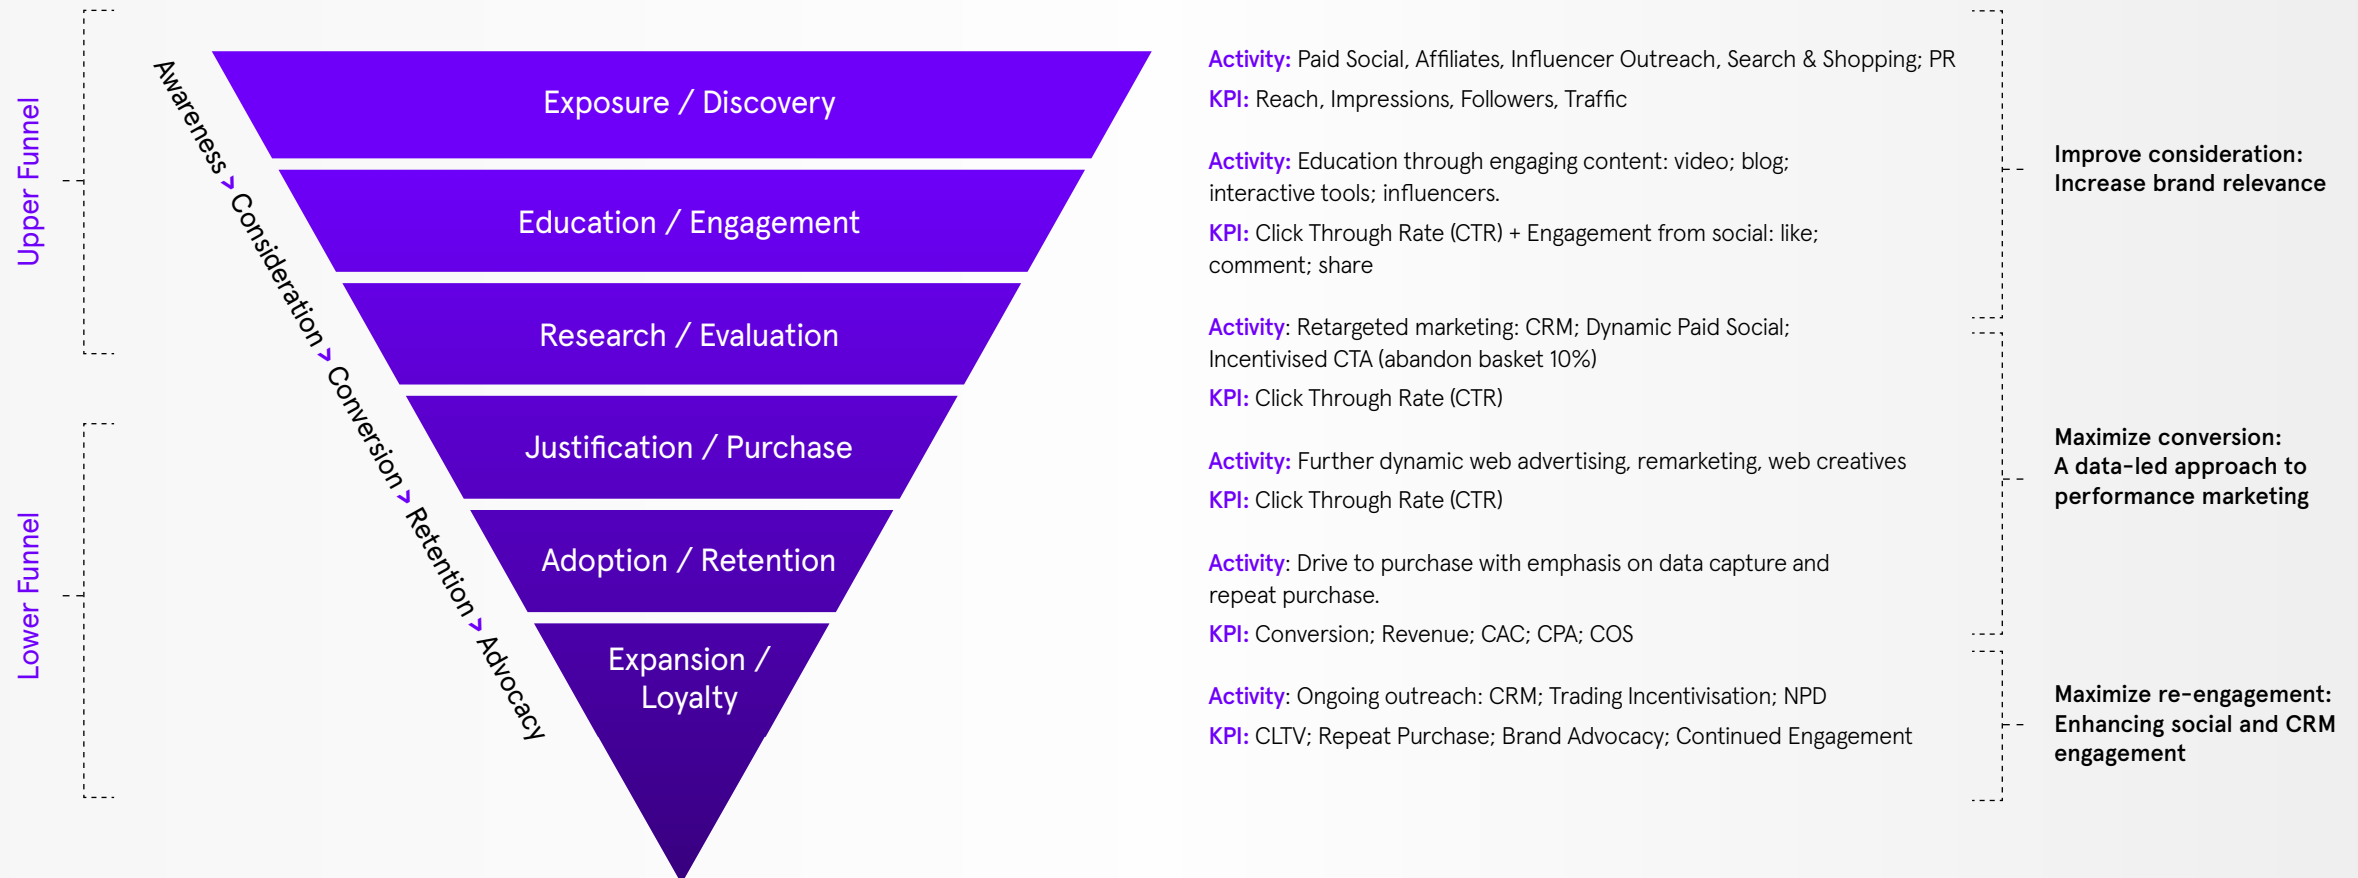 Upper Funnel
Lower Funnel
Awareness > Consideration > Conversion > Retention > Advocacy
Exposure / Discovery
Education / Engagement
Research / Evaluation
Justification / Purchase
Adoption / Retention
Expansion /
Loyalty
Activity: Paid Social, Affiliates, Influencer Outreach, Search & Shopping; PR
KPI: Reach, Impressions, Followers, Traffic
Activity: Education through engaging content: video; blog;
interactive tools; influencers.
KPI: Click Through Rate (CTR) + Engagement from social: like;
comment; share
Activity: Retargeted marketing: CRM; Dynamic Paid Social;
Incentivised CTA (abandon basket 10%)
KPI: Click Through Rate (CTR)
Activity: Further dynamic web advertising, remarketing, web creatives
KPI: Click Through Rate (CTR)
Activity: Drive to purchase with emphasis on data capture and
repeat purchase.
KPI: Conversion; Revenue; CAC; CPA; COS
Activity: Ongoing outreach: CRM; Trading Incentivisation; NPD
KPI: CLTV; Repeat Purchase; Brand Advocacy; Continued Engagement
Improve consideration:
Increase brand relevance
Maximize conversion:
A data-led approach to
performance marketing
Maximize re-engagement:
Enhancing social and CRM
engagement